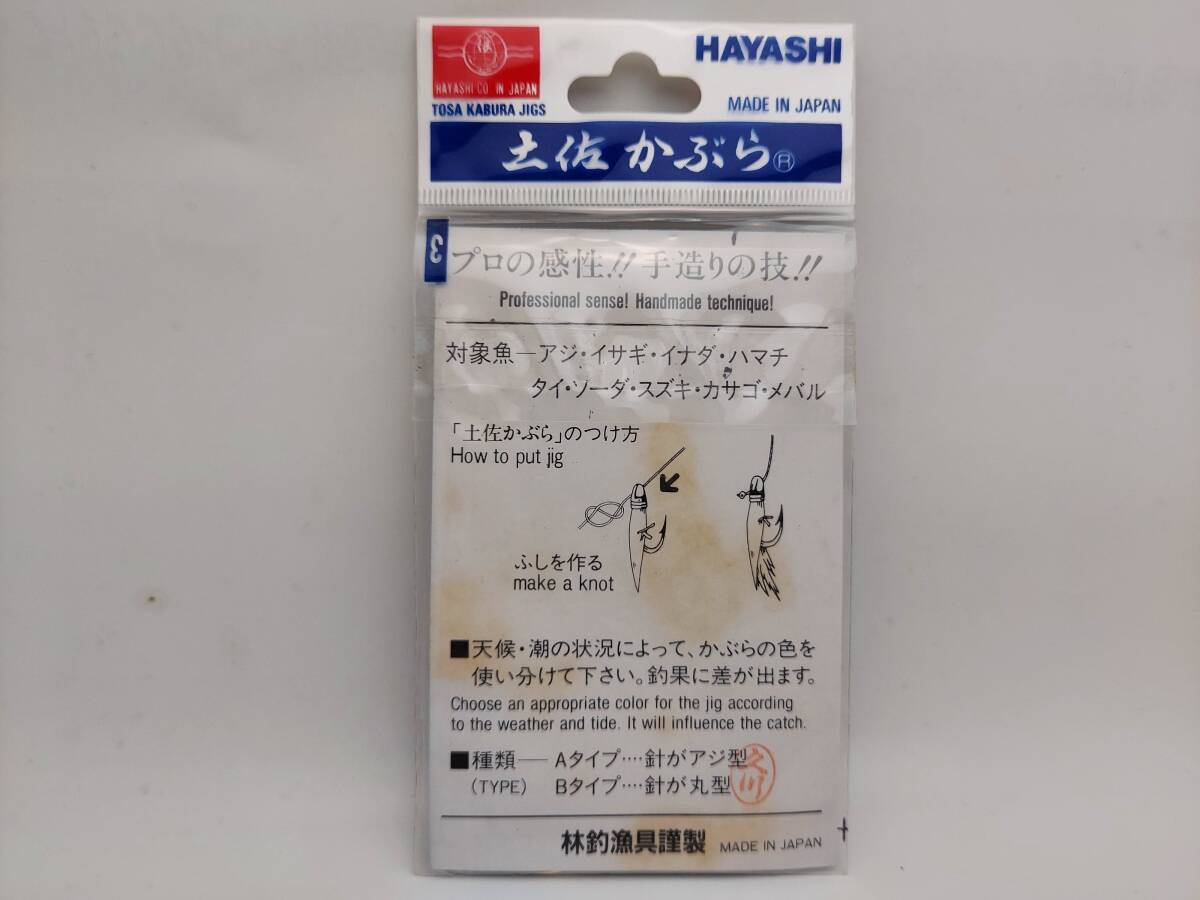 HAYASHI CO IN JAPAN
TOSA KABURA JIGS
HAYASHI
MADE IN JAPAN
土佐かぶら®
3
プロの感性!! 手造りの技!!
Professional sense! Handmade technique!
対象魚―アジ・イサギ・イナダ・ハマチ
タイ・ソーダ・スズキ・カサゴ・メバル
「土佐かぶら」のつけ方
How to put jig
ふしを作る
make a knot
■天候・潮の状況によって、かぶらの色を
使い分けて下さい。釣果に差が出ます。
Choose an appropriate color for the jig according
to the weather and tide. It will influence the catch.
■種類― Aタイプ‥‥針がアジ型
(TYPE) Bタイプ‥‥針が丸型
林釣漁具謹製 MADE IN JAPAN